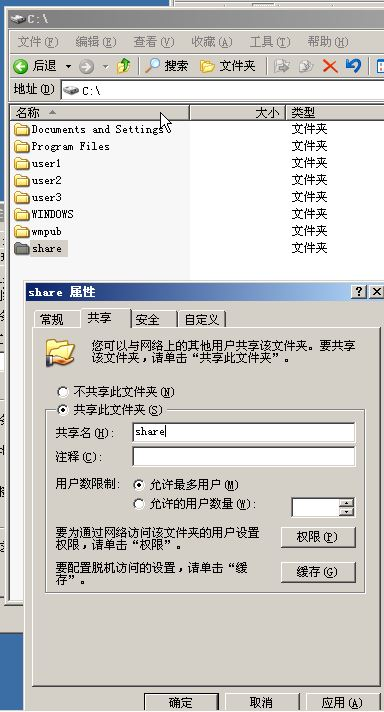 C:\
文件(F) 编辑(E) 查看(V) 收藏(A) 工具(T) 帮助(H)
后退 搜索 文件夹
地址(D) C:\
名称 大小 类型
Documents and Settings 文件夹
Program Files 文件夹
user1 文件夹
user2 文件夹
user3 文件夹
WINDOWS 文件夹
wmpub 文件夹
share 文件夹
share 属性
常规 共享 安全 自定义
您可以与网络上的其他用户共享该文件夹。要共享
该文件夹，请单击“共享此文件夹”。
不共享此文件夹(N)
共享此文件夹(S)
共享名(H): share
注释(C):
用户数限制: 允许最多用户(M)
允许的用户数量(W):
要为通过网络访问该文件夹的用户设置
权限，请单击“权限”。
权限(P)
要配置脱机访问的设置，请单击“缓
存”。
缓存(G)
确定 取消 应用(A)